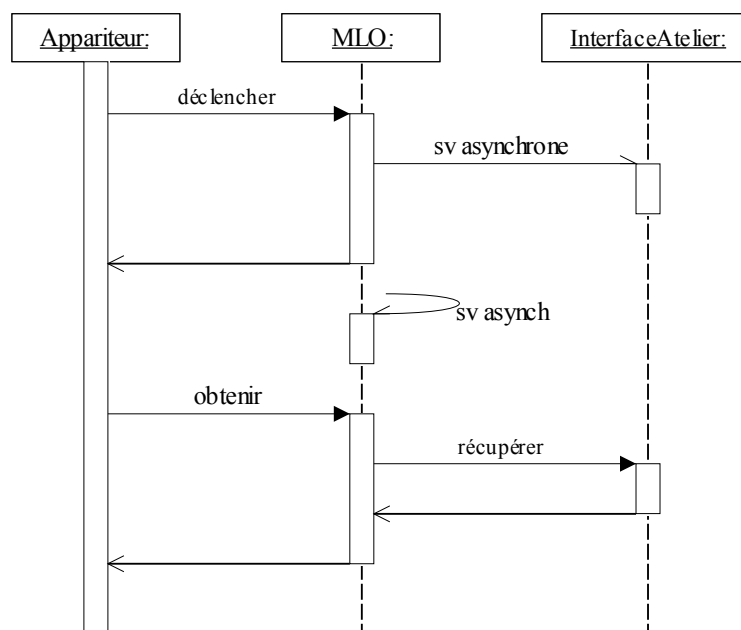 Appariteur:
MLO:
InterfaceAtelier:
déclencher
sv asynchrone
sv asynch
obtenir
récupérer